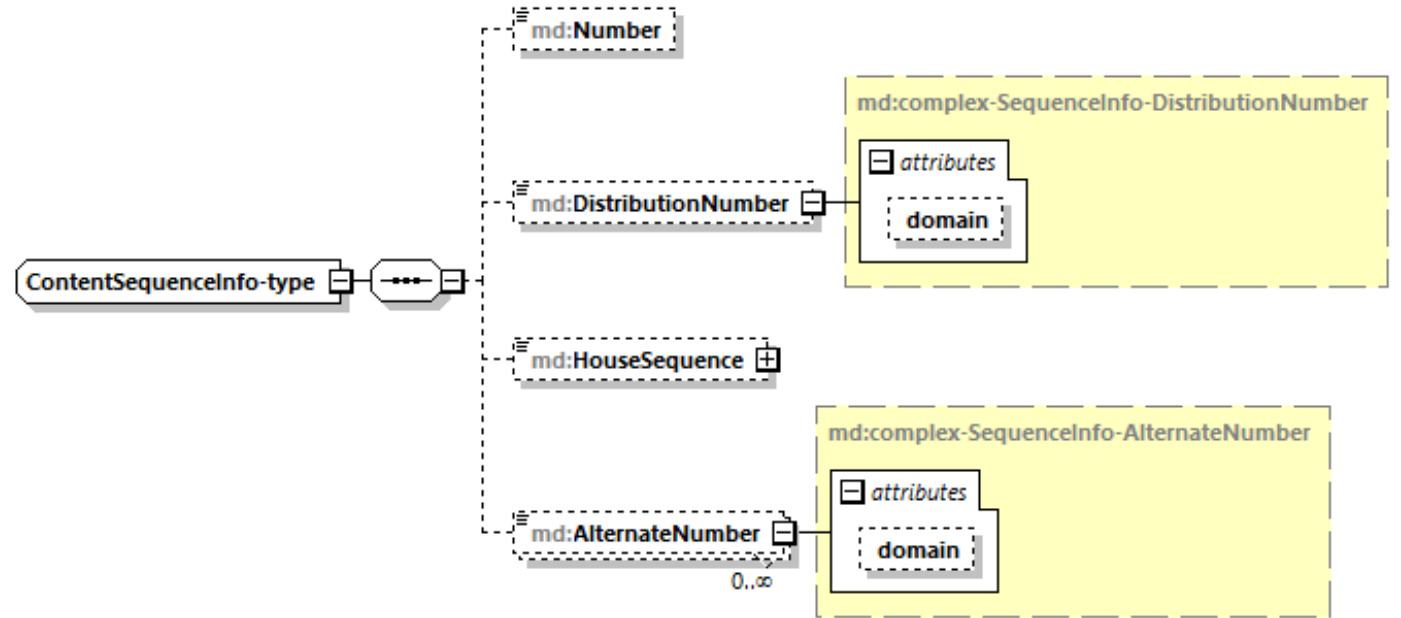 md:Number
md:complex-SequenceInfo-DistributionNumber
attributes
md:DistributionNumber
domain
ContentSequenceInfo-type
md:HouseSequence
md:complex-SequenceInfo-AlternateNumber
attributes
md:AlternateNumber
domain
0..∞